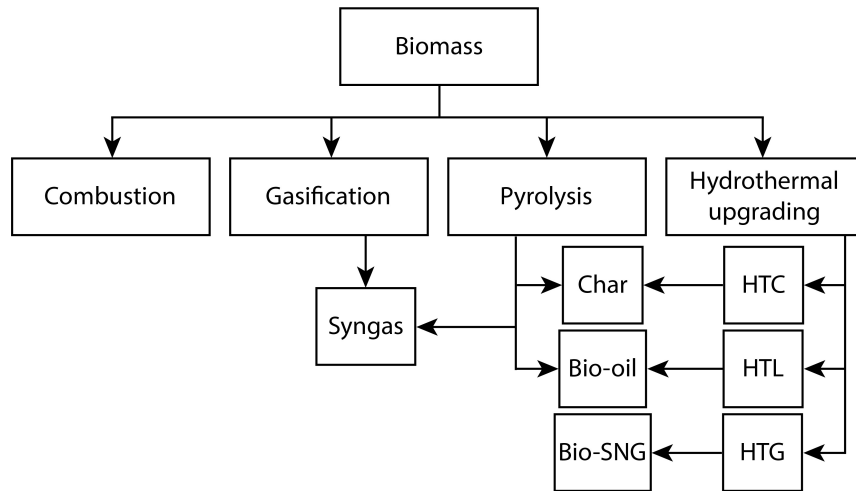 Biomass
Combustion
Gasification
Pyrolysis
Hydrothermal
upgrading
Char
HTC
Syngas
Bio-oil
HTL
Bio-SNG
HTG